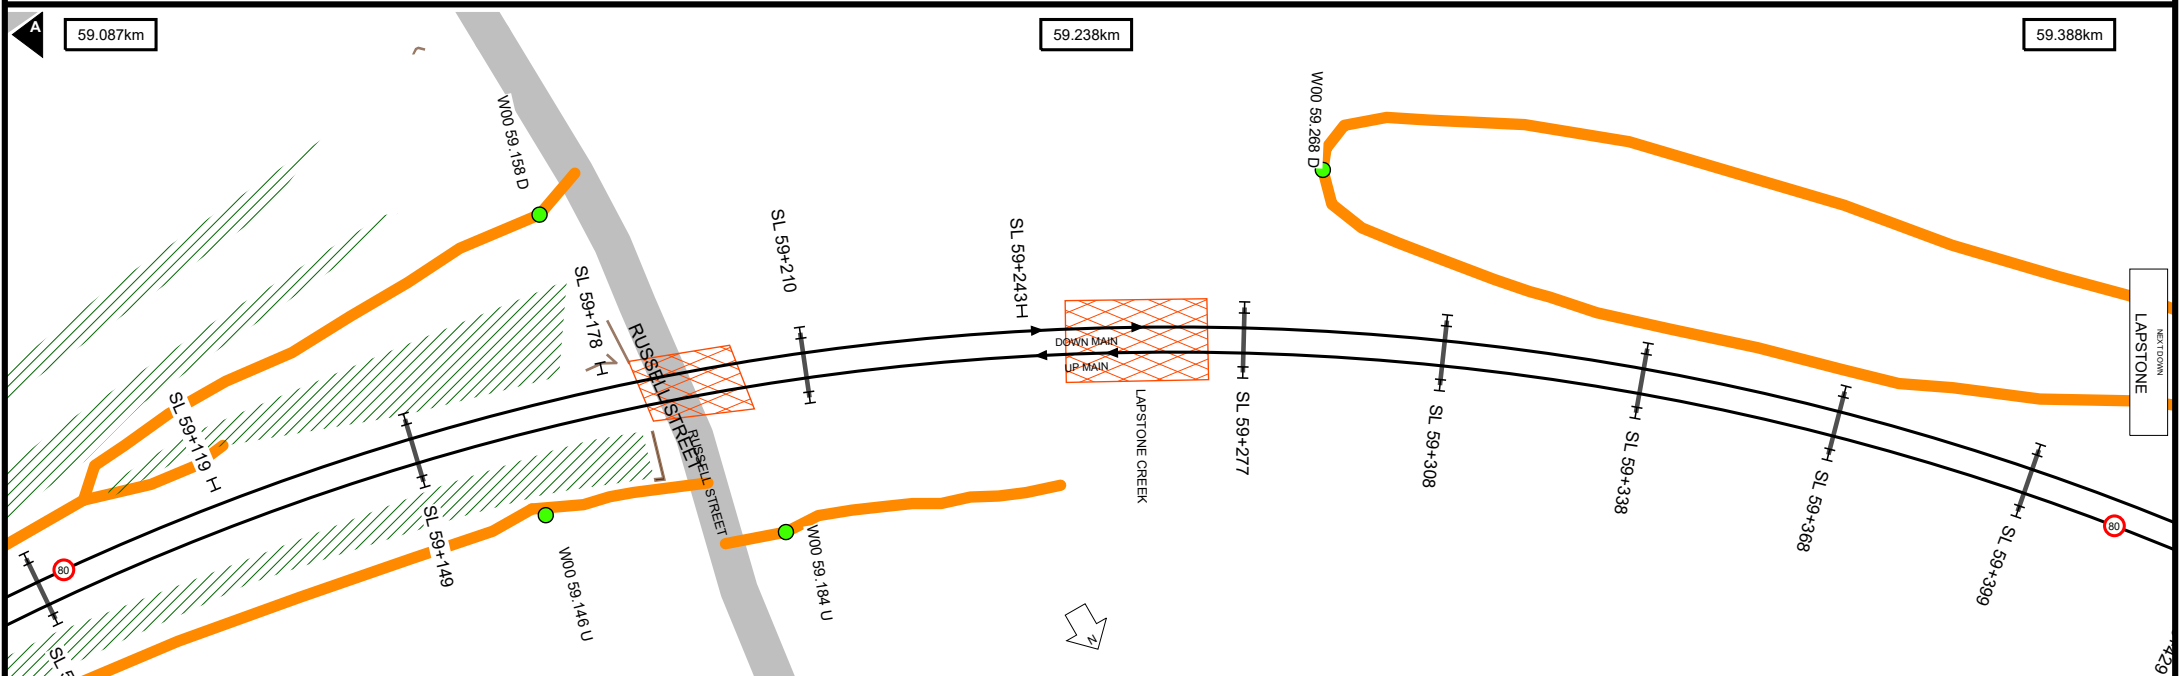 A
59.087km
59.238km
59.388km
W00 59.158 D
W00 59.268 D
SL 59+210
SL 59+243
SL 59+178
RUSSELL STREET
DOWN MAIN
UP MAIN
NEXT DOWN
LAPSTONE
SL 59+119
RUSSELL STREET
LAPSTONE CREEK
SL 59+277
SL 59+308
SL 59+338
SL 59+368
SL 59+399
SL 59+149
80
80
W00 59.146 U
W00 59.184 U
N